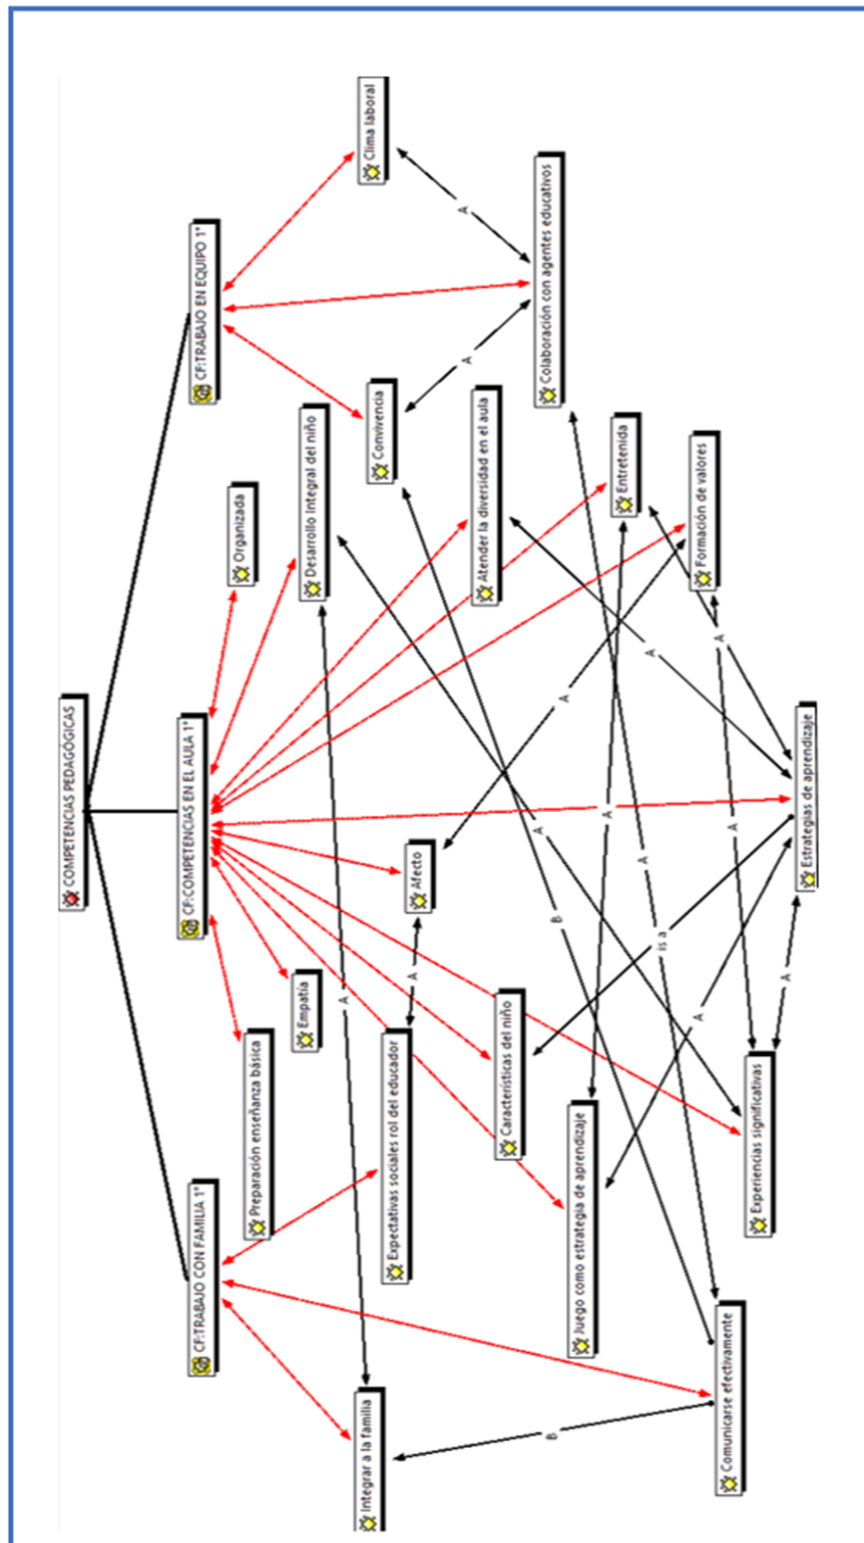 COMPETENCIAS PEDAGÓGICAS
CF:TRABAJO CON FAMILIA 1°
CF:COMPETENCIAS EN EL AULA 1°
CF:TRABAJO EN EQUIPO 1°
Preparación enseñanza básica
Organizada
Empatía
Desarrollo Integral del niño
Integrar a la familia
Expectativas sociales rol del educador
Afecto
Convivencia
Clima laboral
Características del niño
Atender la diversidad en el aula
Colaboración con agentes educativos
Juego como estrategia de aprendizaje
Entretenida
Comunicarse efectivamente
Experiencias significativas
Estrategias de aprendizaje
Formación de valores
A
A
A
A
A
A
A
A
A
A
A
A
A
B
B
is a